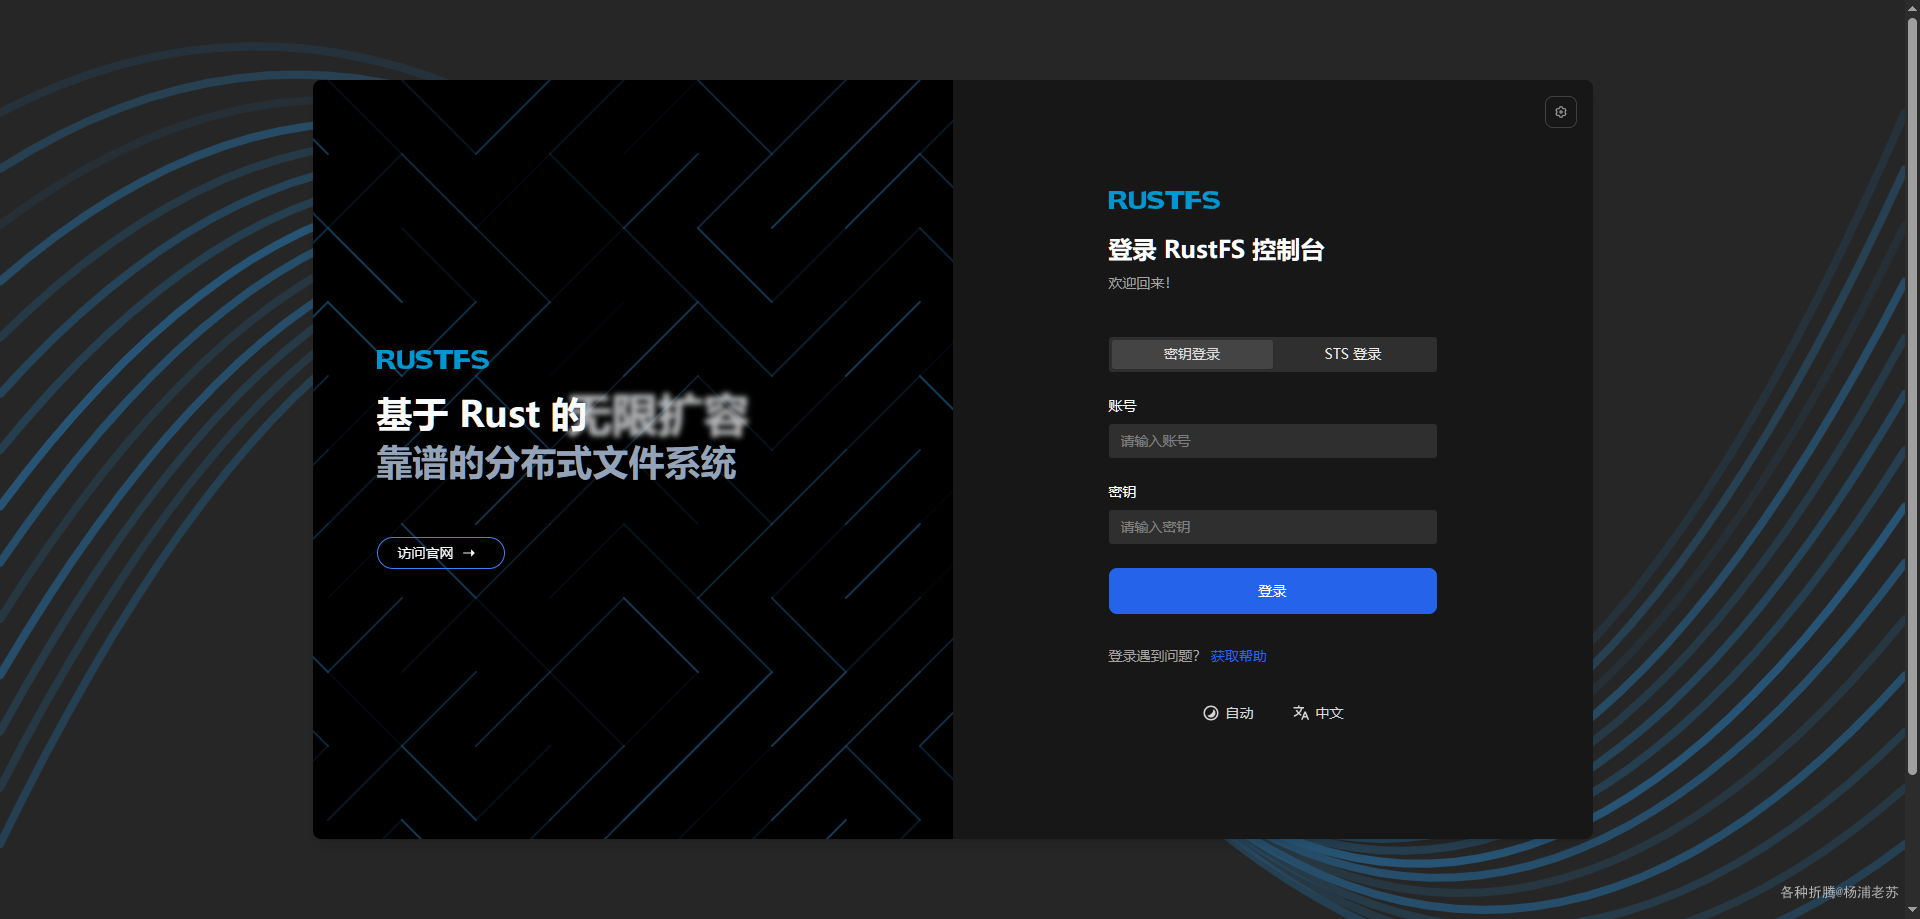 RUSTFS
基于 Rust 的无限扩容
靠谱的分布式文件系统
访问官网 →
RUSTFS
登录 RustFS 控制台
欢迎回来!
密钥登录 STS 登录
账号
请输入账号
密钥
请输入密钥
登录
登录遇到问题? 获取帮助
自动 中文
各种折腾@杨浦老苏